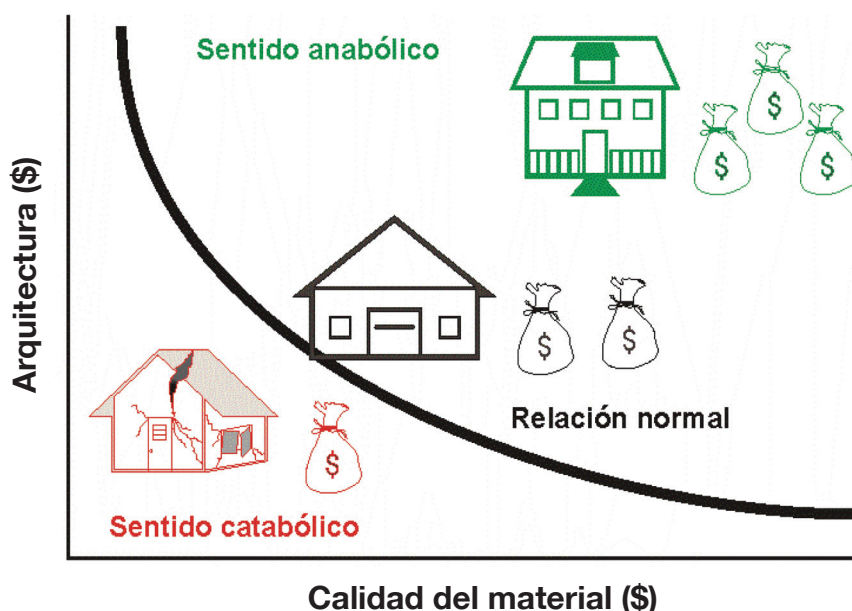 Sentido anabólico
$
$
$
Arquitectura ($)
$
$
Relación normal
$
Sentido catabólico
Calidad del material ($)